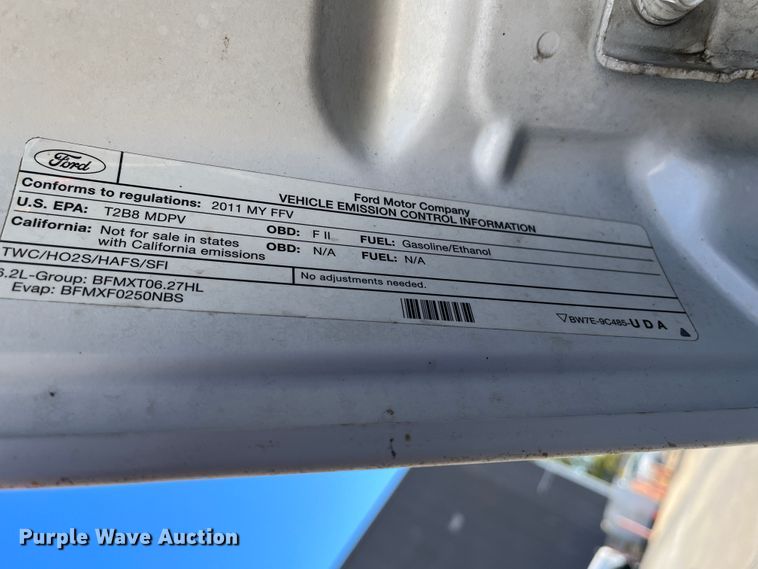 Ford
Ford Motor Company
VEHICLE EMISSION CONTROL INFORMATION
Conforms to regulations: 2011 MY FFV
U.S. EPA: T2B8 MDPV OBD: F II FUEL: Gasoline/Ethanol
California: Not for sale in states with California emissions OBD: N/A FUEL: N/A
TWC/HO2S/HAFS/SFI
No adjustments needed.
6.2L-Group: BFMXT06.27HL
Evap: BFMXF0250NBS
BW7E-9C485-UDA
Purple Wave Auction